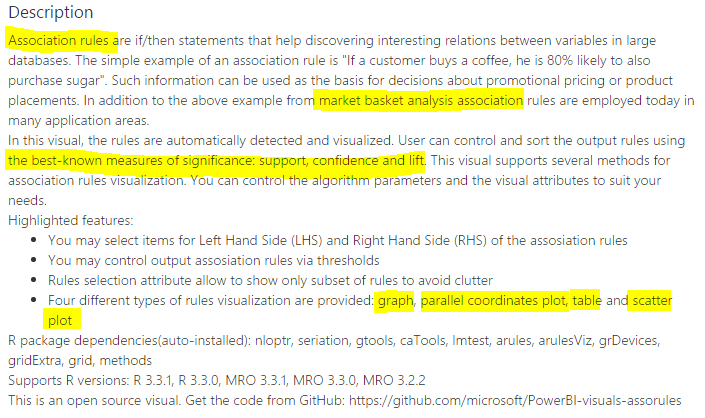 Description
Association rules are if/then statements that help discovering interesting relations between variables in large
databases. The simple example of an association rule is "If a customer buys a coffee, he is 80% likely to also
purchase sugar". Such information can be used as the basis for decisions about promotional pricing or product
placements. In addition to the above example from market basket analysis association rules are employed today in
many application areas.
In this visual, the rules are automatically detected and visualized. User can control and sort the output rules using
the best-known measures of significance: support, confidence and lift. This visual supports several methods for
association rules visualization. You can control the algorithm parameters and the visual attributes to suit your
needs.
Highlighted features:
• You may select items for Left Hand Side (LHS) and Right Hand Side (RHS) of the assosiation rules
• You may control output assosiation rules via thresholds
• Rules selection attribute allow to show only subset of rules to avoid clutter
• Four different types of rules visualization are provided: graph, parallel coordinates plot, table and scatter
plot
R package dependencies(auto-installed): nloptr, seriation, gtools, caTools, lmtest, arules, arulesViz, grDevices,
gridExtra, grid, methods
Supports R versions: R 3.3.1, R 3.3.0, MRO 3.3.1, MRO 3.3.0, MRO 3.2.2
This is an open source visual. Get the code from GitHub: https://github.com/microsoft/PowerBI-visuals-assorules